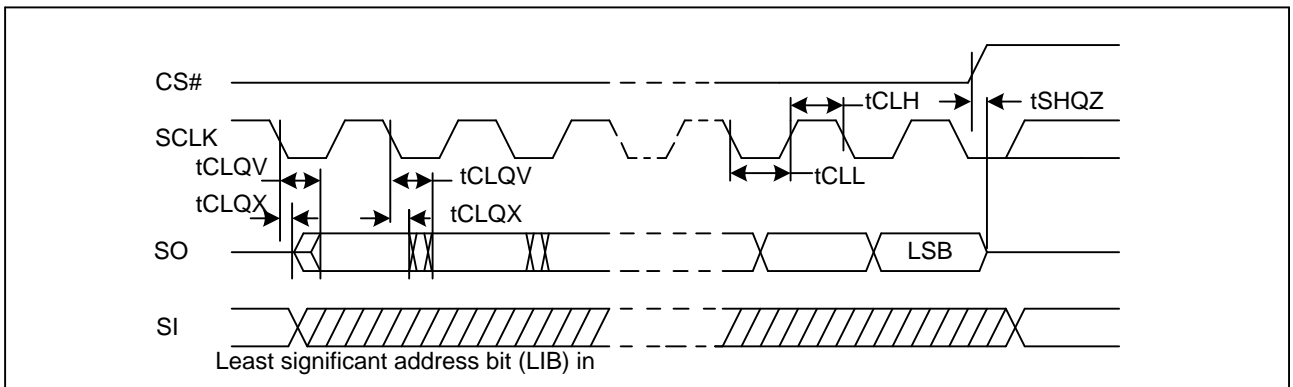 CS#
tCLH
tSHQZ
SCLK
tCLQV
tCLQV
tCLL
tCLQX
tCLQX
SO
LSB
SI
Least significant address bit (LIB) in